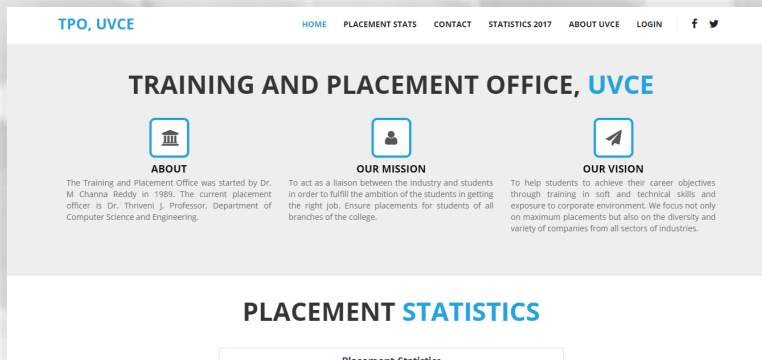 TPO, UVCE
HOME PLACEMENT STATS CONTACT STATISTICS 2017 ABOUT UVCE LOGIN
TRAINING AND PLACEMENT OFFICE, UVCE
ABOUT
The Training and Placement Office was started by Dr.
M Channa Reddy in 1989. The current placement
officer is Dr. Thriveni J, Professor, Department of
Computer Science and Engineering.
OUR MISSION
To act as a liaison between the industry and students
in order to fulfill the ambition of the students in getting
the right job. Ensure placements for students of all
branches of the college.
OUR VISION
To help students to achieve their career objectives
through training in soft and technical skills and
exposure to corporate environment. We focus not only
on maximum placements but also on the diversity and
variety of companies from all sectors of industries.
PLACEMENT STATISTICS
Placement Statistics